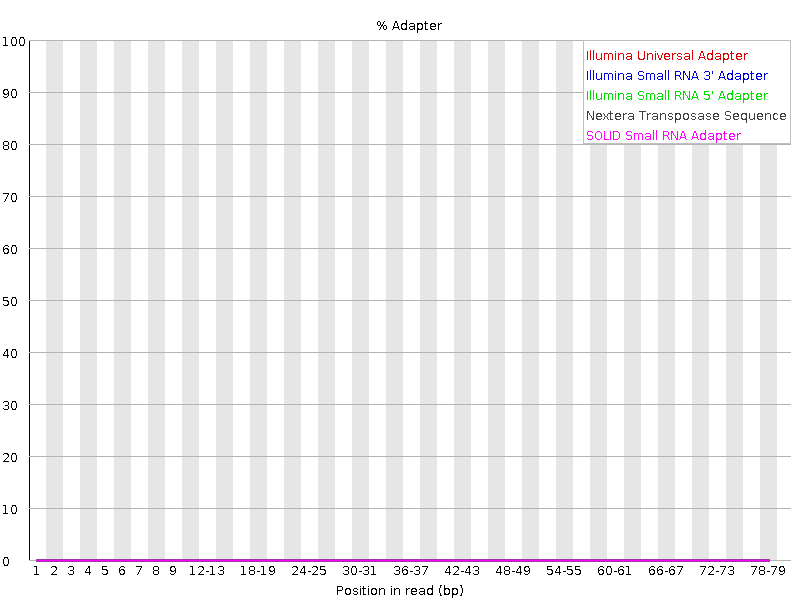 % Adapter
100
90
80
70
60
50
40
30
20
10
0
Illumina Universal Adapter
Illumina Small RNA 3' Adapter
Illumina Small RNA 5' Adapter
Nextera Transposase Sequence
SOLID Small RNA Adapter
1 2 3 4 5 6 7 8 9 12-13 18-19 24-25 30-31 36-37 42-43 48-49 54-55 60-61 66-67 72-73 78-79
Position in read (bp)